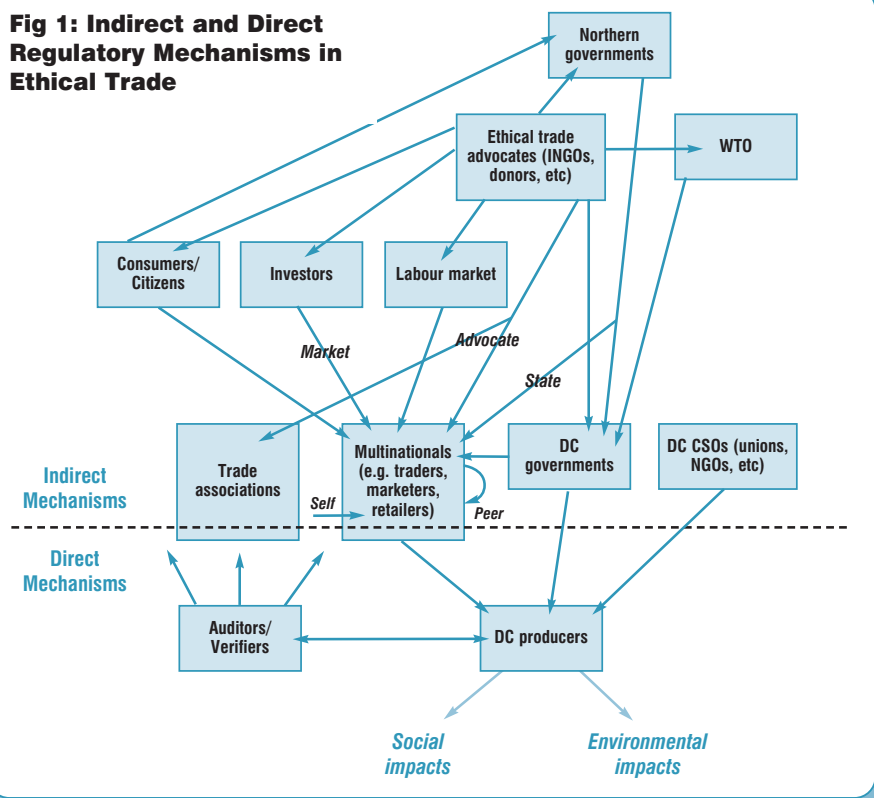 Fig 1: Indirect and Direct
Regulatory Mechanisms in
Ethical Trade
Northern
governments
Ethical trade
advocates (INGOs,
donors, etc)
WTO
Consumers/
Citizens
Investors
Labour market
Market
Advocate
State
Trade
associations
Multinationals
(e.g. traders,
marketers,
retailers)
DC
governments
DC CSOs (unions,
NGOs, etc)
Indirect
Mechanisms
Self
Peer
Direct
Mechanisms
Auditors/
Verifiers
DC producers
Social
impacts
Environmental
impacts